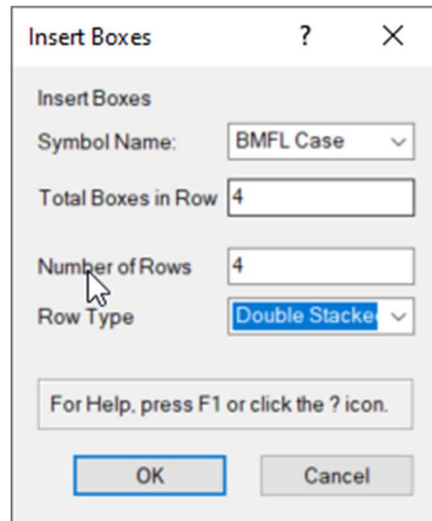 Insert Boxes ? X
Insert Boxes
Symbol Name: BMFL Case
Total Boxes in Row 4
Number of Rows 4
Row Type Double Stacke
For Help, press F1 or click the ? icon.
OK Cancel